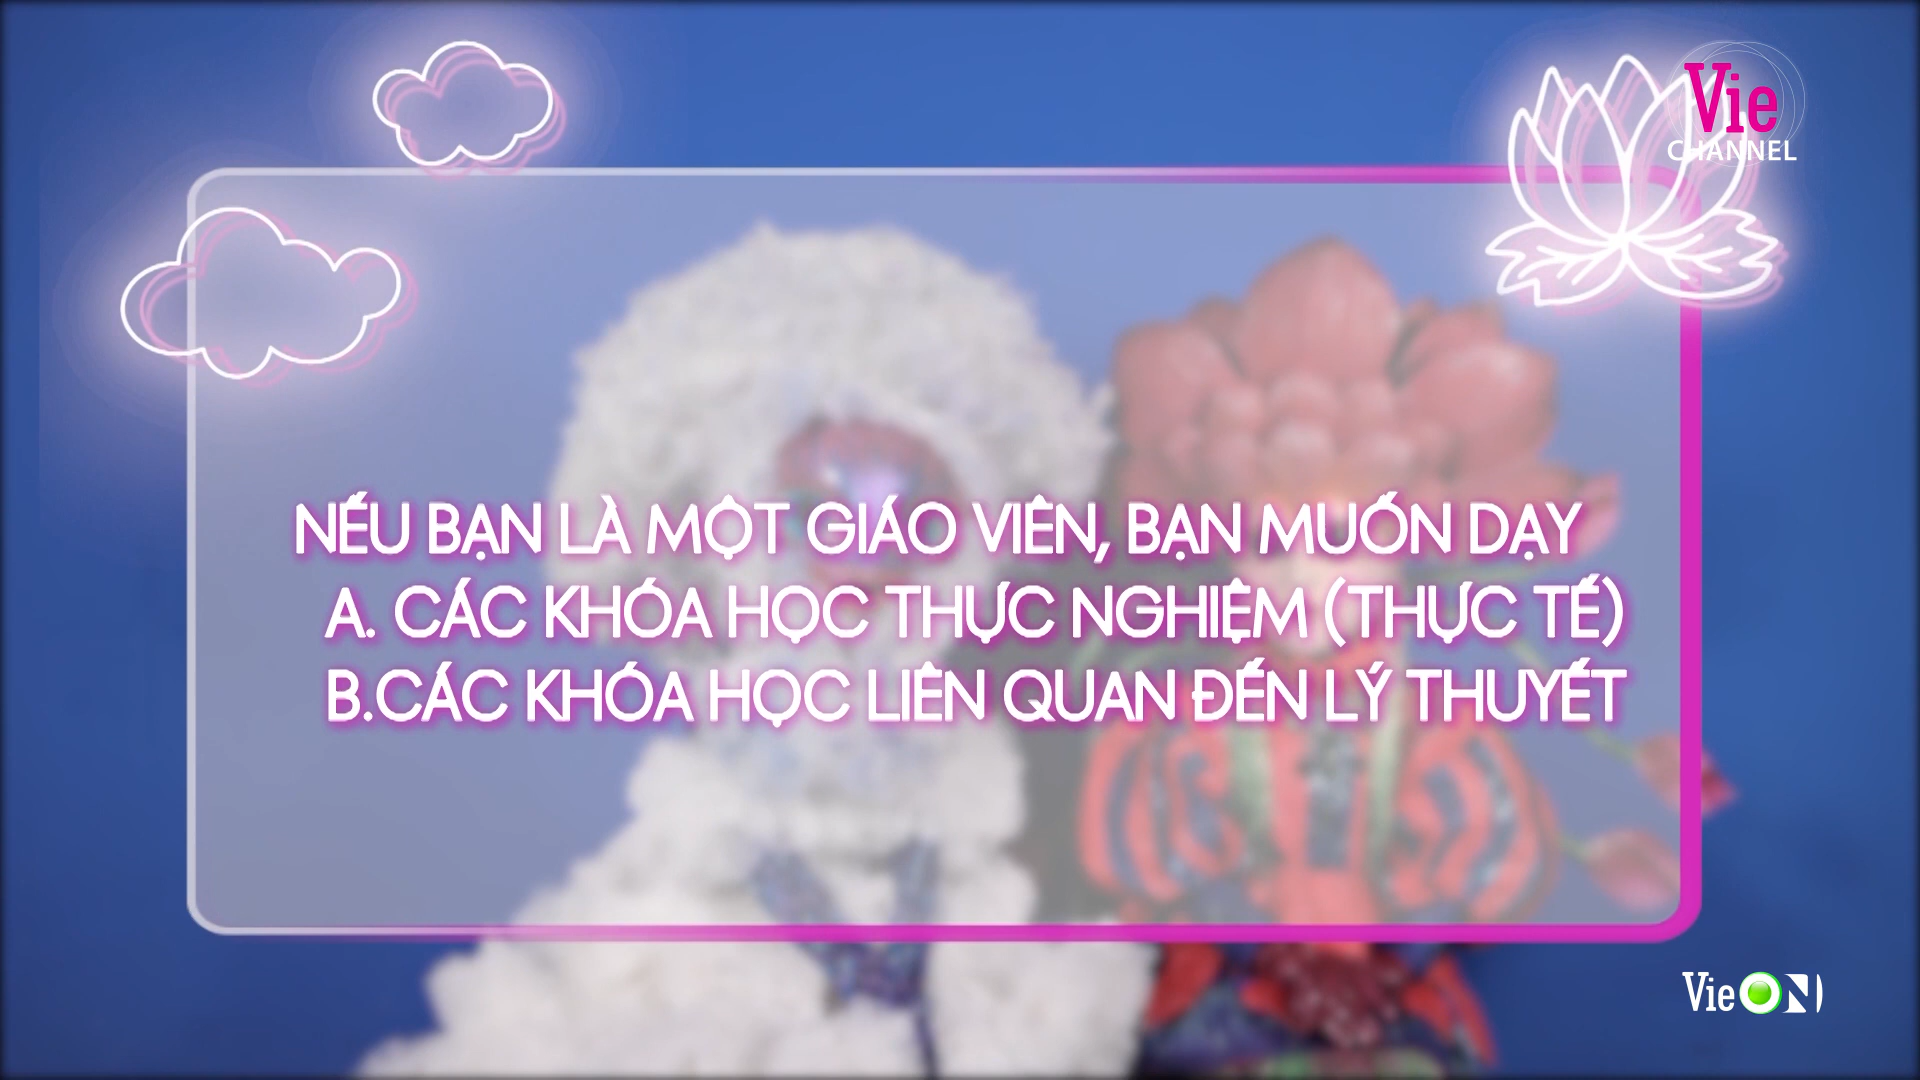 Vie
CHANNEL
NẾU BẠN LÀ MỘT GIÁO VIÊN, BẠN MUỐN DẠY
A. CÁC KHÓA HỌC THỰC NGHIỆM (THỰC TẾ)
B.CÁC KHÓA HỌC LIÊN QUAN ĐẾN LÝ THUYẾT
VieON